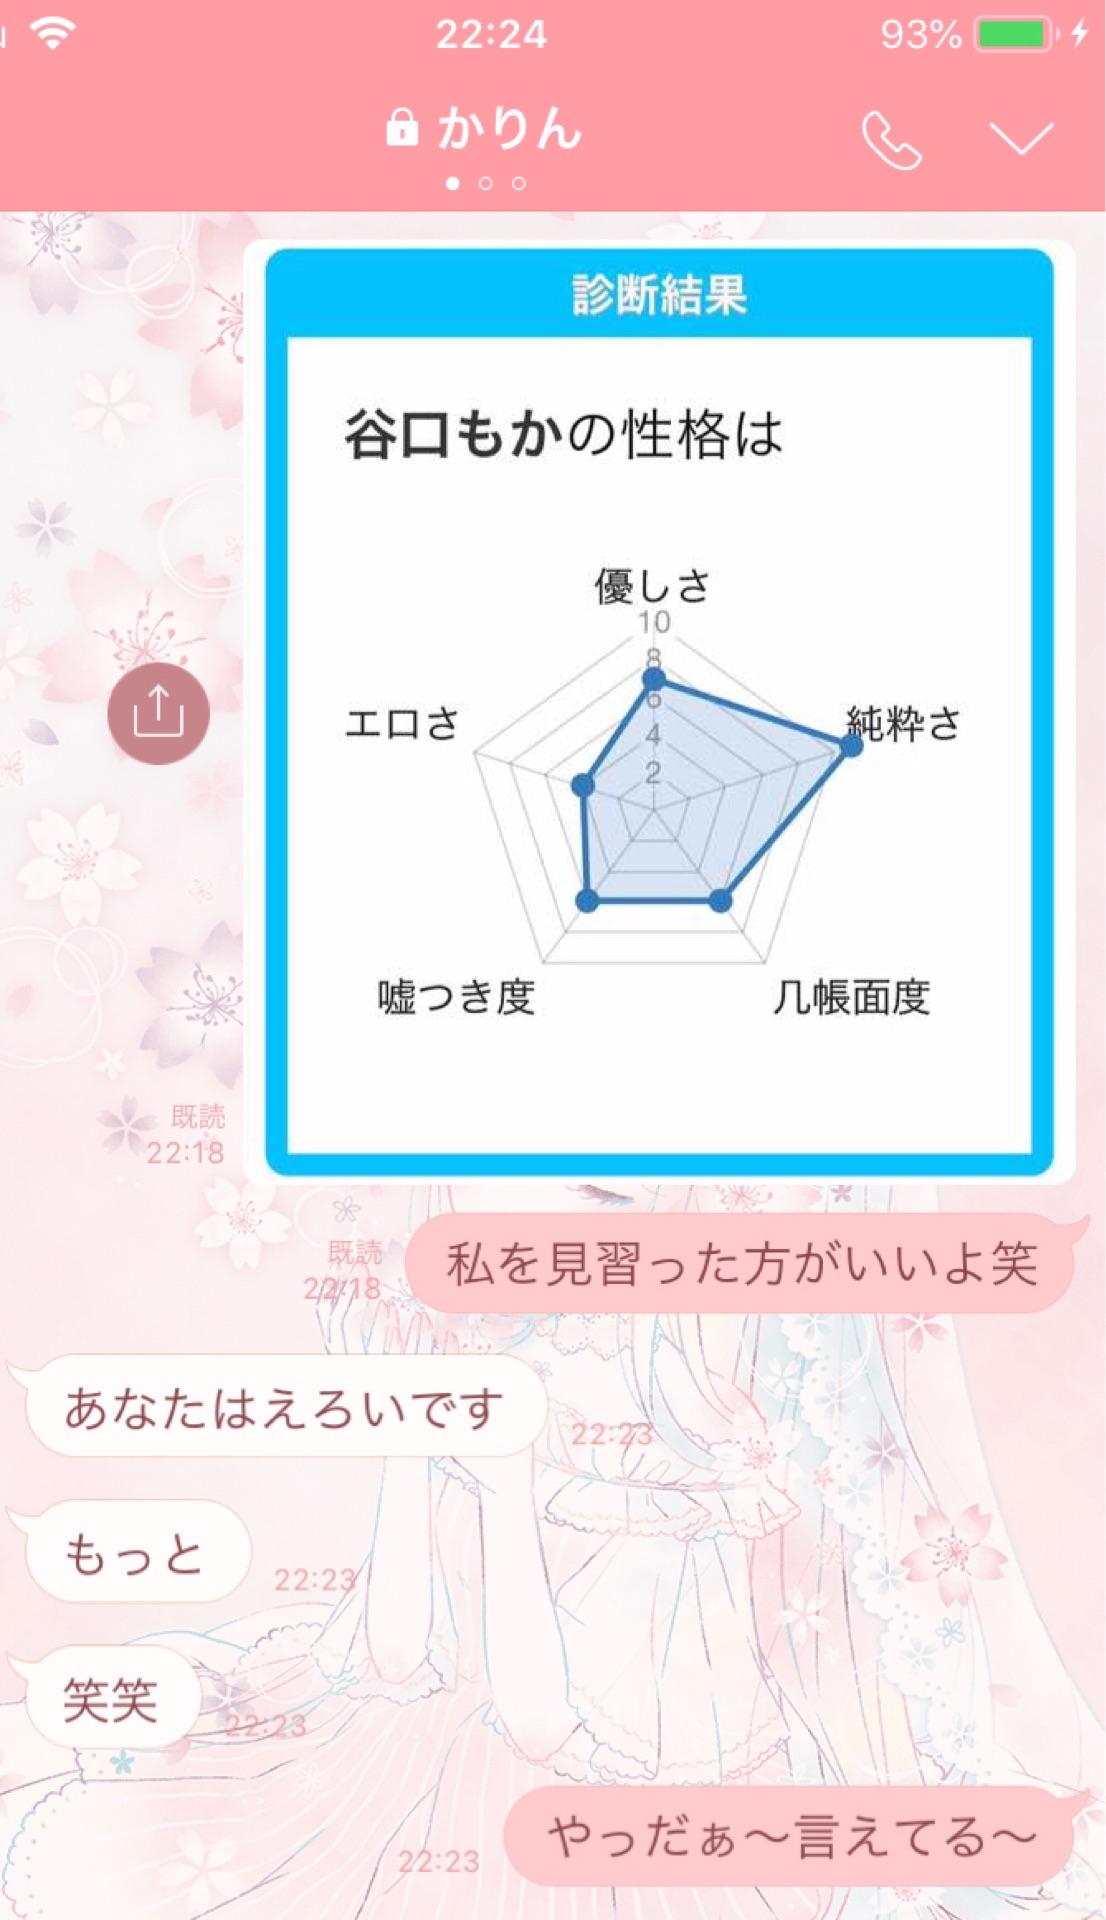 22:24
93%
かりん
診断結果
谷口もかの性格は
優しさ
10
8
6
4
2
エロさ
純粋さ
嘘つき度
几帳面度
既読
22:18
私を見習った方がいいよ笑
既読
22:18
あなたはえろいです
22:23
もっと
22:23
笑笑
22:23
やっだぁ〜言えてる〜
22:23